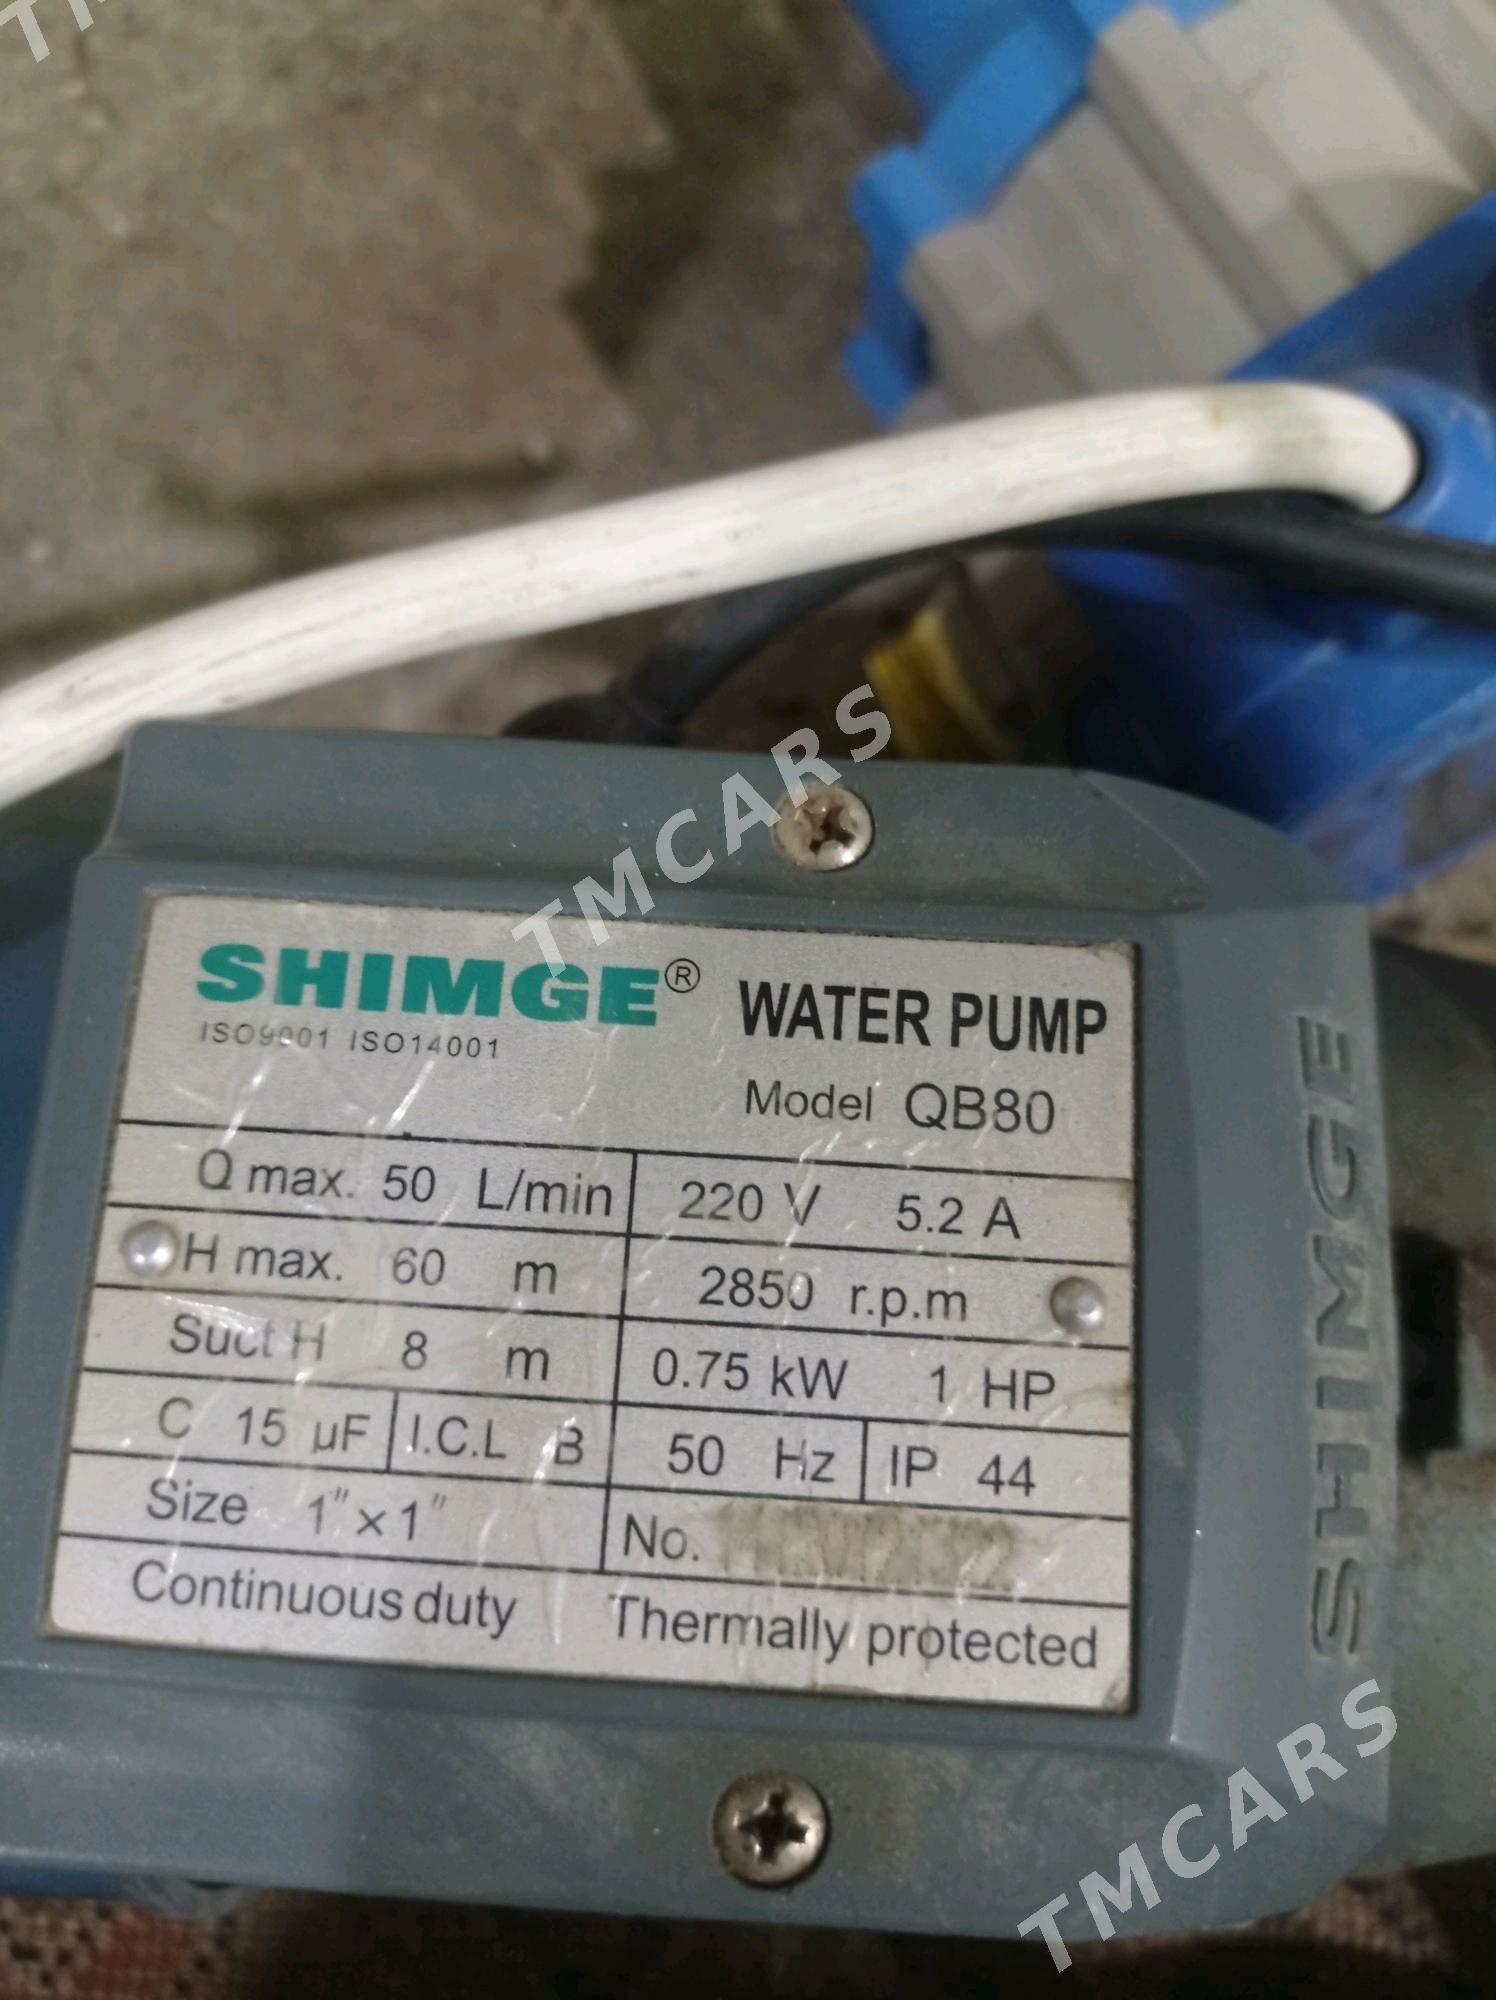 TMCARS
SHIMGE® WATER PUMP
ISO9001 ISO14001
Model QB80
Q max. 50 L/min 220 V 5.2 A
H max. 60 m 2850 r.p.m
Suct H 8 m 0.75 kW 1 HP
C 15 µF I.C.L B 50 Hz IP 44
Size 1" × 1" No.
Continuous duty Thermally protected
SHIMGE
TMCARS